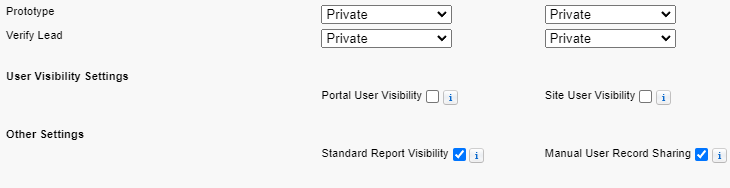 Prototype Private Private
Verify Lead Private Private
User Visibility Settings
Portal User Visibility i Site User Visibility i
Other Settings
Standard Report Visibility i Manual User Record Sharing i